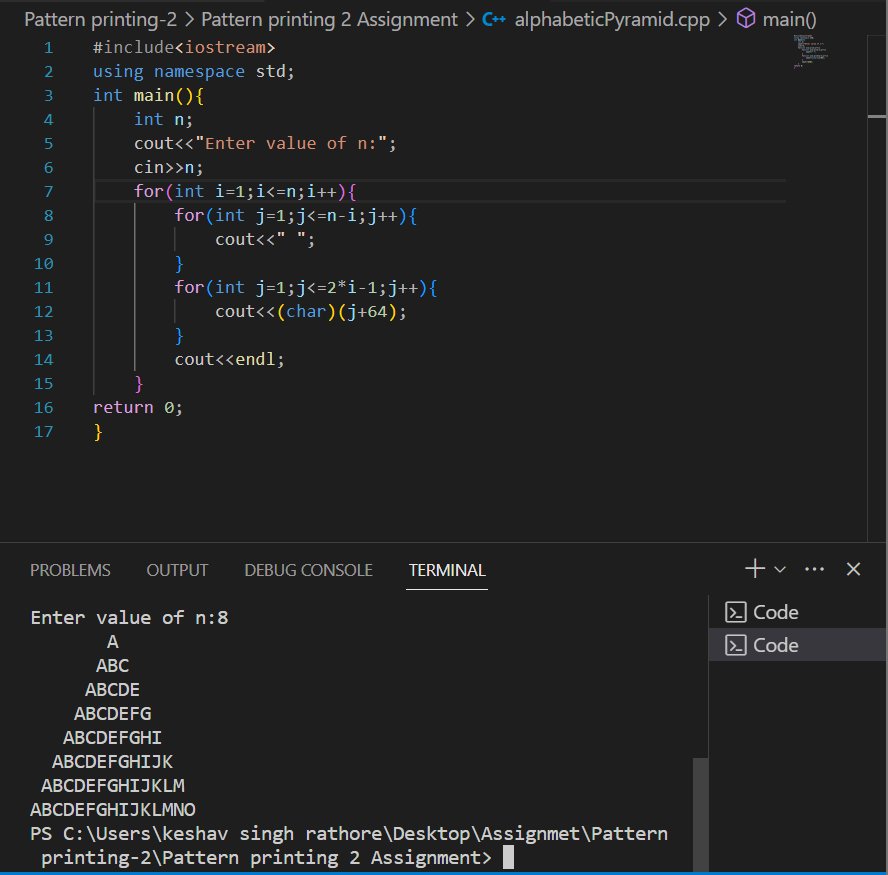 Pattern printing-2 > Pattern printing 2 Assignment > C++ alphabeticPyramid.cpp > main()
1 #include<iostream>
2 using namespace std;
3 int main(){
4     int n;
5     cout<<"Enter value of n:";
6     cin>>n;
7     for(int i=1;i<=n;i++){
8         for(int j=1;j<=n-i;j++){
9             cout<<" ";
10         }
11         for(int j=1;j<=2*i-1;j++){
12             cout<<(char)(j+64);
13         }
14         cout<<endl;
15     }
16 return 0;
17 }
PROBLEMS OUTPUT DEBUG CONSOLE TERMINAL
Enter value of n:8
       A
      ABC
     ABCDE
    ABCDEFG
   ABCDEFGHI
  ABCDEFGHIJK
 ABCDEFGHIJKLM
ABCDEFGHIJKLMNO
PS C:\Users\keshav singh rathore\Desktop\Assignmet\Pattern
 printing-2\Pattern printing 2 Assignment>
Code
Code